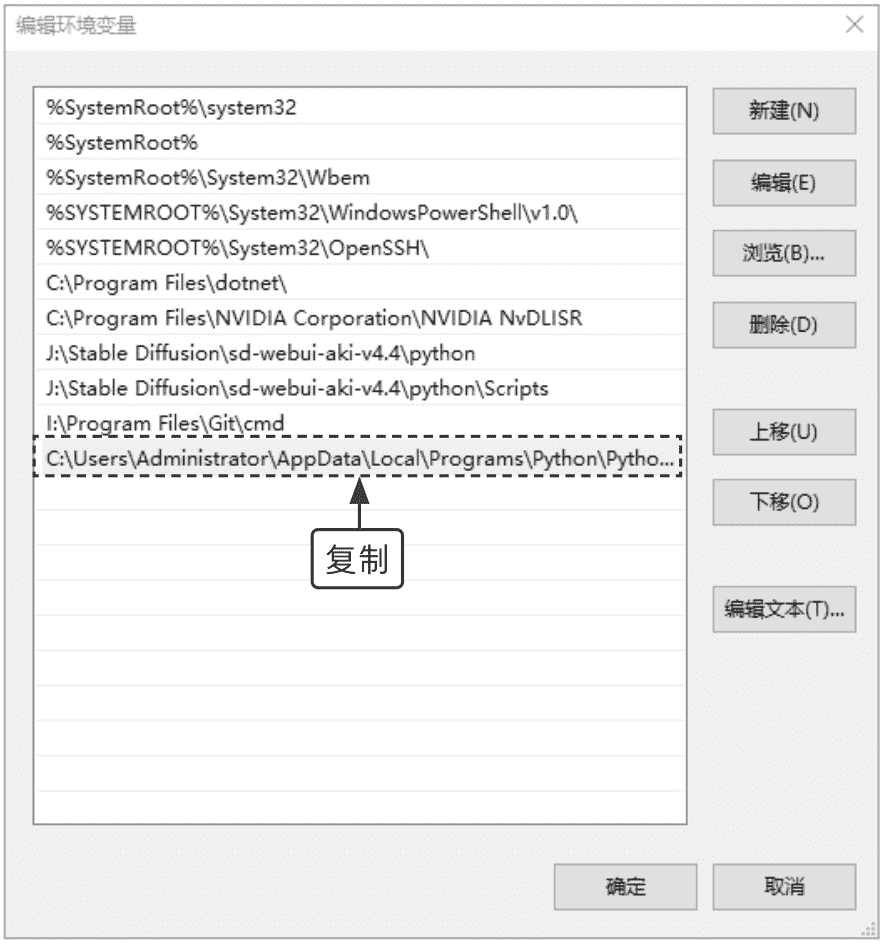 编辑环境变量
%SystemRoot%\system32
%SystemRoot%
%SystemRoot%\System32\Wbem
%SYSTEMROOT%\System32\WindowsPowerShell\v1.0\
%SYSTEMROOT%\System32\OpenSSH\
C:\Program Files\dotnet\
C:\Program Files\NVIDIA Corporation\NVIDIA NvDLISR
J:\Stable Diffusion\sd-webui-aki-v4.4\python
J:\Stable Diffusion\sd-webui-aki-v4.4\python\Scripts
I:\Program Files\Git\cmd
C:\Users\Administrator\AppData\Local\Programs\Python\Pytho...
复制
新建(N)
编辑(E)
浏览(B)...
删除(D)
上移(U)
下移(O)
编辑文本(T)...
确定
取消